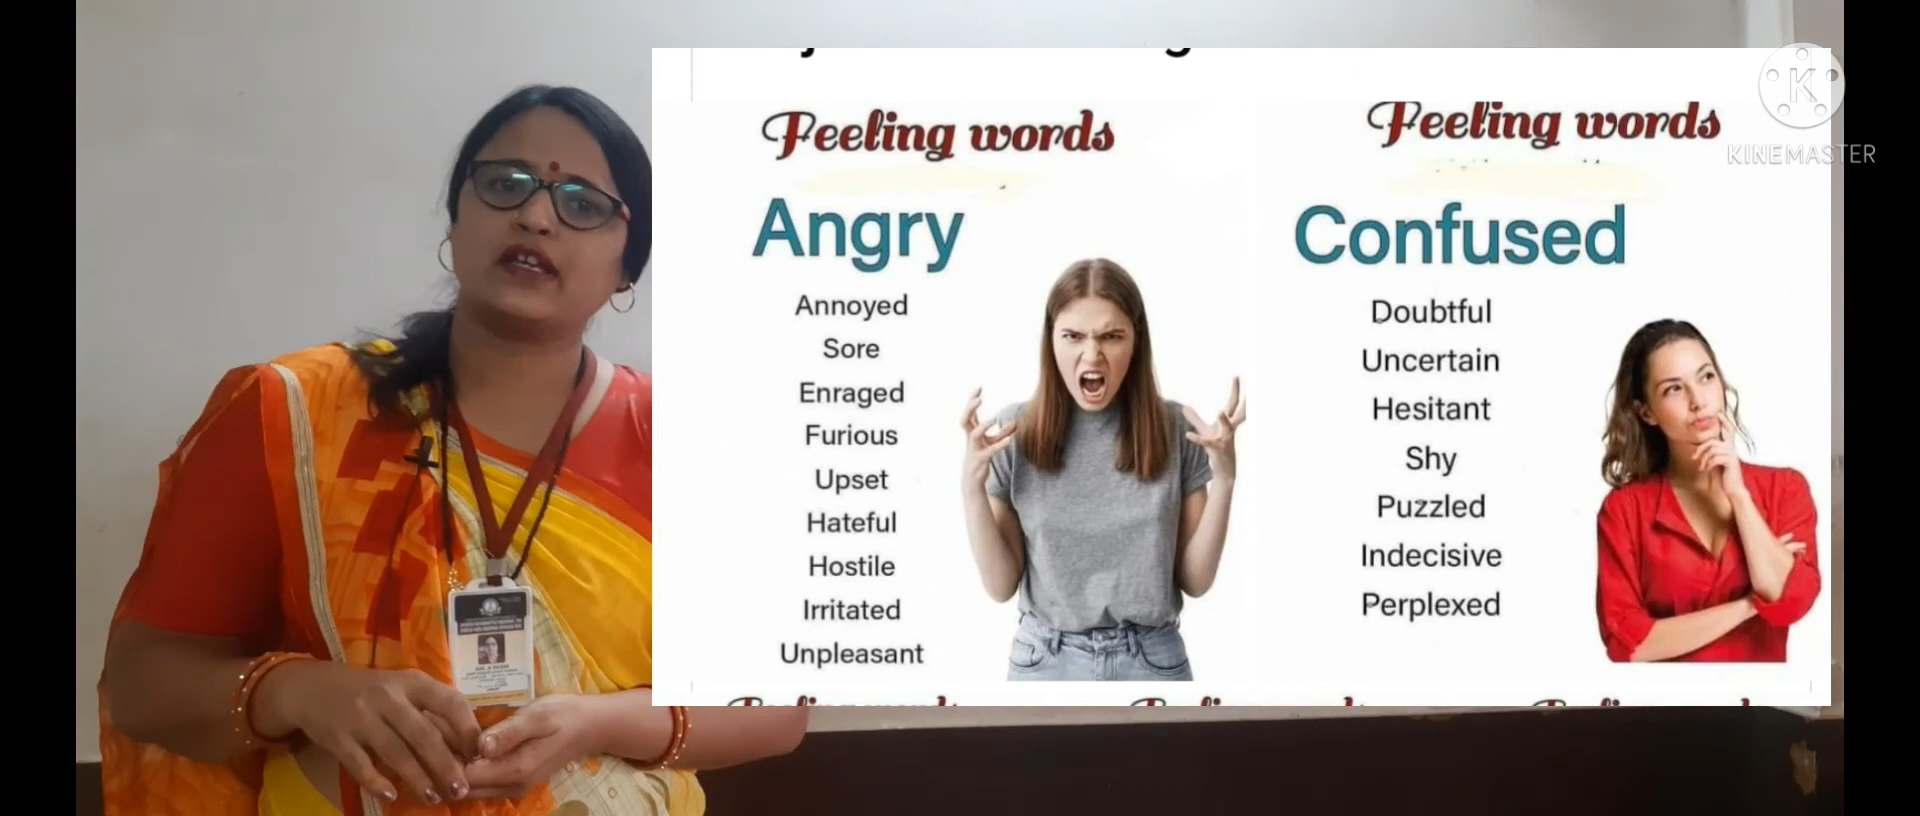 Feeling words
Angry
Annoyed
Sore
Enraged
Furious
Upset
Hateful
Hostile
Irritated
Unpleasant
Feeling words
Confused
Doubtful
Uncertain
Hesitant
Shy
Puzzled
Indecisive
Perplexed
K
KINEMASTER